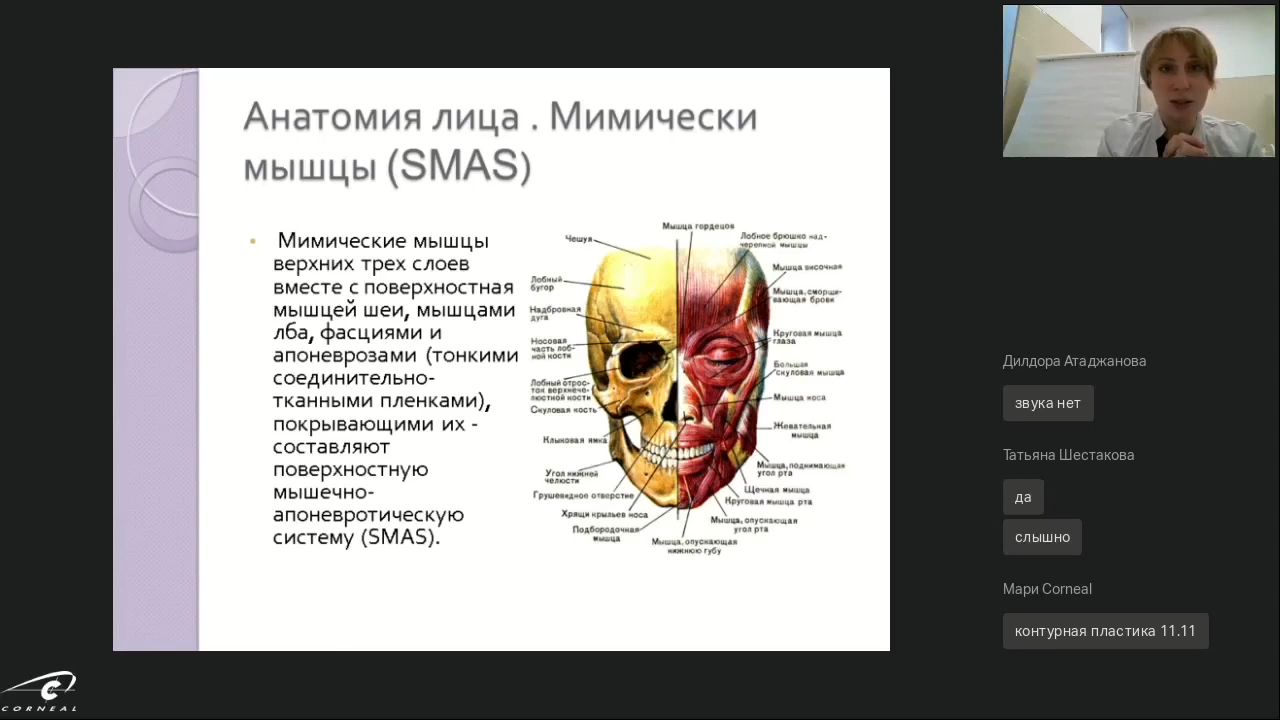 Анатомия лица . Мимически
мышцы (SMAS)
Мимические мышцы
верхних трех слоев
вместе с поверхностная
мышцей шеи, мышцами
лба, фасциями и
апоневрозами (тонкими
соединительно-
тканными пленками),
покрывающими их -
составляют
поверхностную
мышечно-
апоневротическую
систему (SMAS).
Чешуя
Лобный
бугор
Надбровная
дуга
Носовая
часть лоб-
ной кости
Лобный отрос-
ток верхнече-
люстной кости
Скуловая кость
Клыковая ямка
Угол нижней
челюсти
Грушевидное отверстие
Хрящи крыльев носа
Подбородочная
мышца
Мышца гордецов
Лобное брюшко над-
черепной мышцы
Мышца височная
Мышца, сморщи-
вающая брови
Круговая мышца
глаза
Большая
скуловая мышца
Мышца носа
Жевательная
мышца
Мышца, поднимающая
угол рта
Щечная мышца
Круговая мышца рта
Мышца, опускающая
угол рта
Мышца, опускающая
нижнюю губу
Дилдора Атаджанова
звука нет
Татьяна Шестакова
да
слышно
Мари Corneal
контурная пластика 11.11
CORNEAL